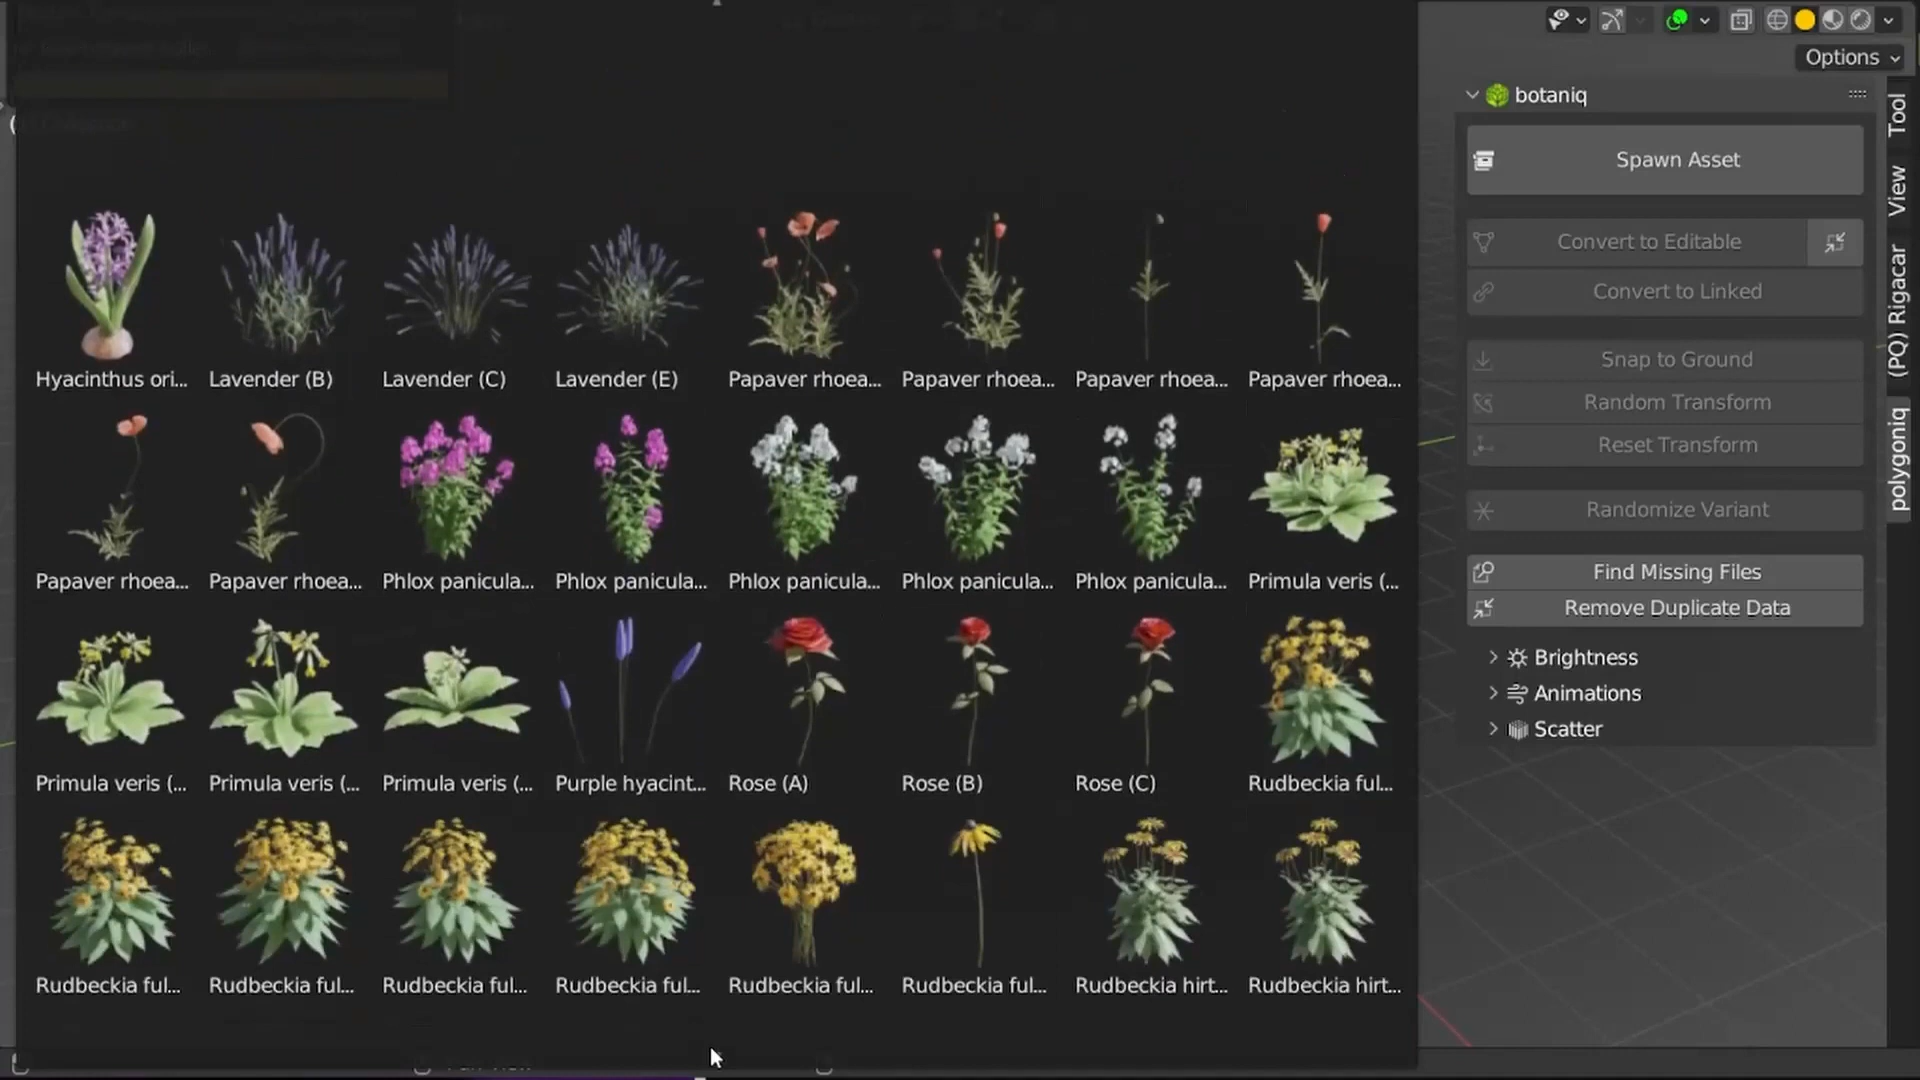 Options
botaniq
Spawn Asset
Convert to Editable
Convert to Linked
Snap to Ground
Random Transform
Reset Transform
Randomize Variant
Find Missing Files
Remove Duplicate Data
Brightness
Animations
Scatter
Tool
View
(PQ) Rigacar
polygoniq
Hyacinthus ori... Lavender (B) Lavender (C) Lavender (E) Papaver rhoea... Papaver rhoea... Papaver rhoea... Papaver rhoea...
Papaver rhoea... Papaver rhoea... Phlox panicula... Phlox panicula... Phlox panicula... Phlox panicula... Phlox panicula... Primula veris (...
Primula veris (... Primula veris (... Primula veris (... Purple hyacint... Rose (A) Rose (B) Rose (C) Rudbeckia ful...
Rudbeckia ful... Rudbeckia ful... Rudbeckia ful... Rudbeckia ful... Rudbeckia ful... Rudbeckia ful... Rudbeckia hirt... Rudbeckia hirt...